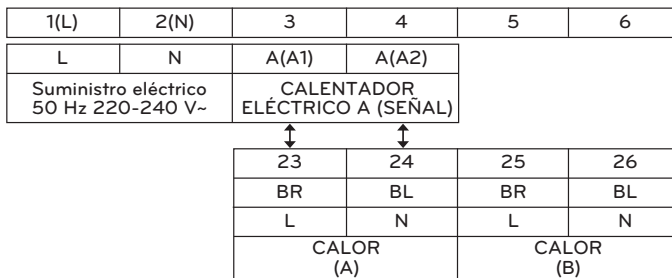 1(L) 2(N) 3 4 5 6
L N A(A1) A(A2)
Suministro eléctrico CALENTADOR
50 Hz 220-240 V~ ELÉCTRICO A (SEÑAL)
23 24 25 26
BR BL BR BL
L N L N
CALOR CALOR
(A) (B)